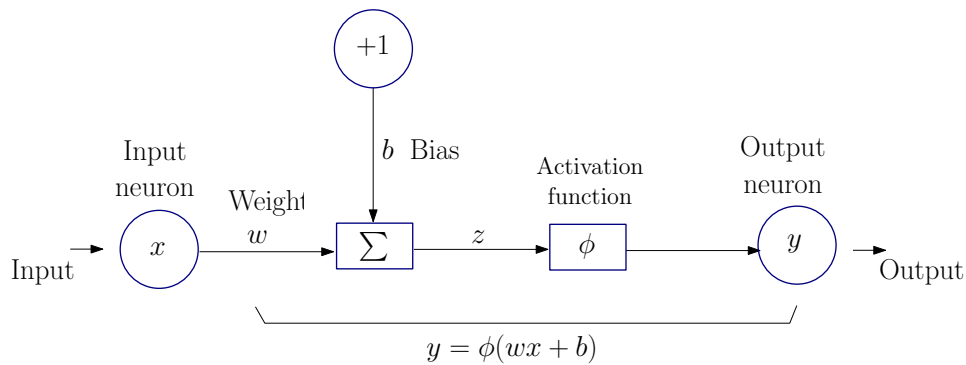 +1
b Bias
Input
neuron
Weight
w
Activation
function
Output
neuron
x
∑
z
ϕ
y
Input
Output
y = ϕ(wx + b)